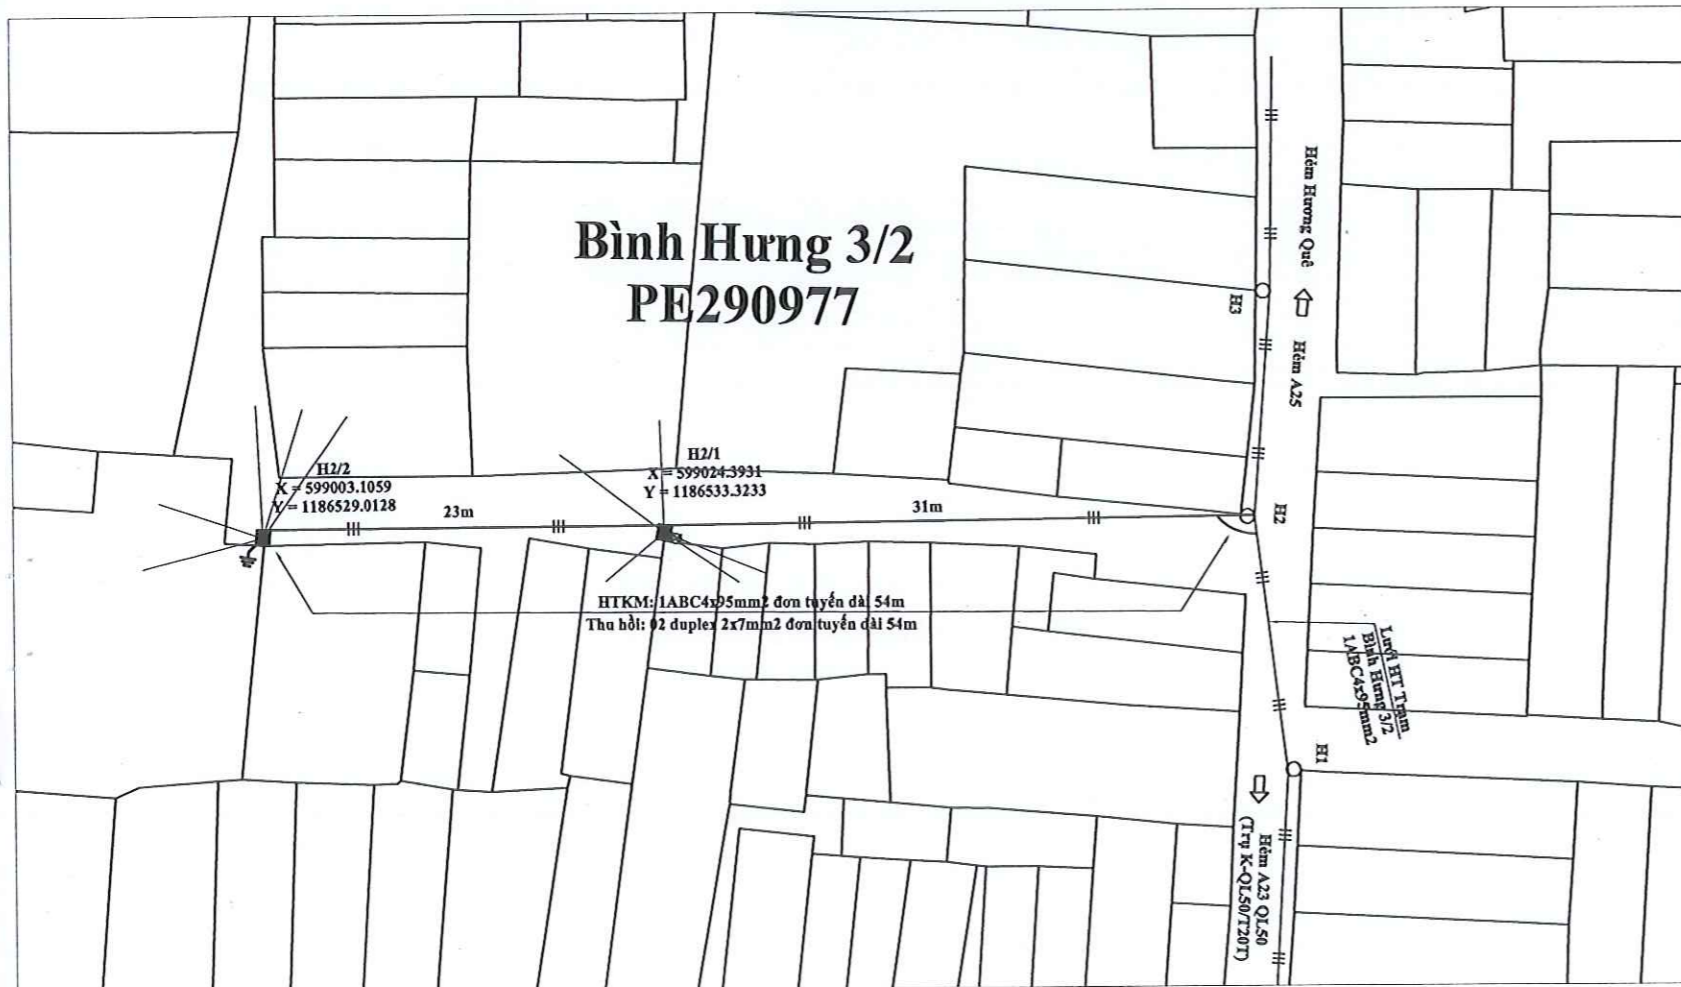 Bình Hưng 3/2
PE290977
Hẻm Hương Quê
H3
Hẻm A25
H2/2
X = 599003.1059
Y = 1186529.0128
23m
H2/1
X = 599024.3931
Y = 1186533.3233
31m
H2
HTKM: 1ABC4x95mm2 đơn tuyến dài 54m
Thu hồi: 02 duplex 2x7mm2 đơn tuyến dài 54m
Lưới HT Trạm
Bình Hưng 3/2
1ABC4x95mm2
H1
Hẻm A23 QL50
(Trụ K-QL50/T20T)